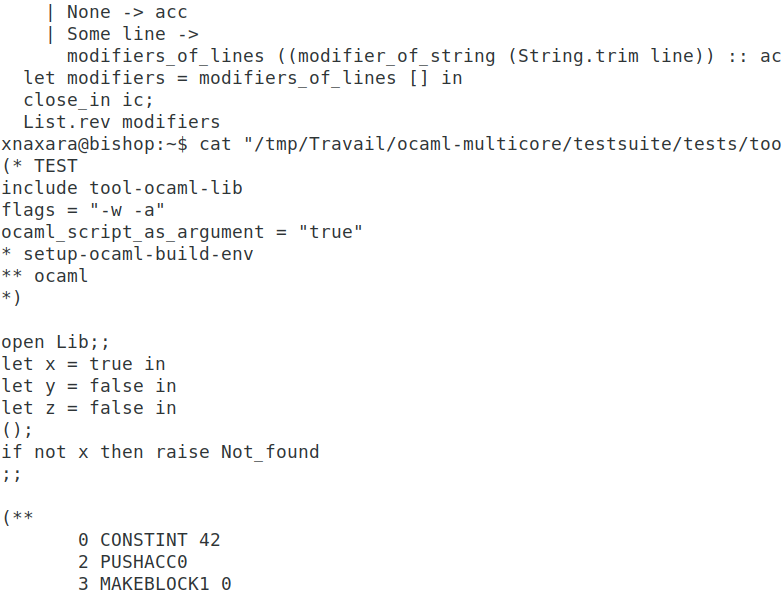 | None -> acc
    | Some line ->
      modifiers_of_lines ((modifier_of_string (String.trim line)) :: ac
  let modifiers = modifiers_of_lines [] in
  close_in ic;
  List.rev modifiers
xnaxara@bishop:~$ cat "/tmp/Travail/ocaml-multicore/testsuite/tests/too
(* TEST
include tool-ocaml-lib
flags = "-w -a"
ocaml_script_as_argument = "true"
* setup-ocaml-build-env
** ocaml
*)

open Lib;;
let x = true in
let y = false in
let z = false in
();
if not x then raise Not_found
;;

(**
       0 CONSTINT 42
       2 PUSHACC0
       3 MAKEBLOCK1 0